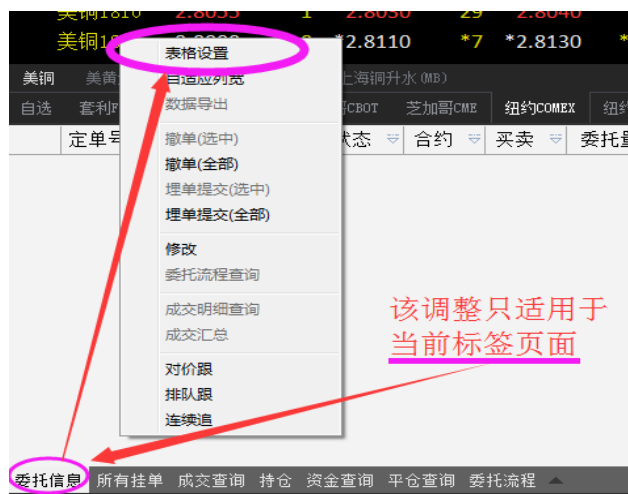 美铜1810 2.8055 1 2.8030 29 2.8040
美铜18 *2.8110 *7 *2.8130
表格设置
美铜 美黄 自适应列宽 上海铜升水(MB)
自选 套利 数据导出 CBOT 芝加哥CME 纽约COMEX
定单号 撤单(选中) 状态 合约 买卖 委托量
撤单(全部)
埋单提交(选中)
埋单提交(全部)
修改
委托流程查询
成交明细查询
成交汇总
该调整只适用于
当前标签页面
对价跟
排队跟
连续追
委托信息 所有挂单 成交查询 持仓 资金查询 平仓查询 委托流程